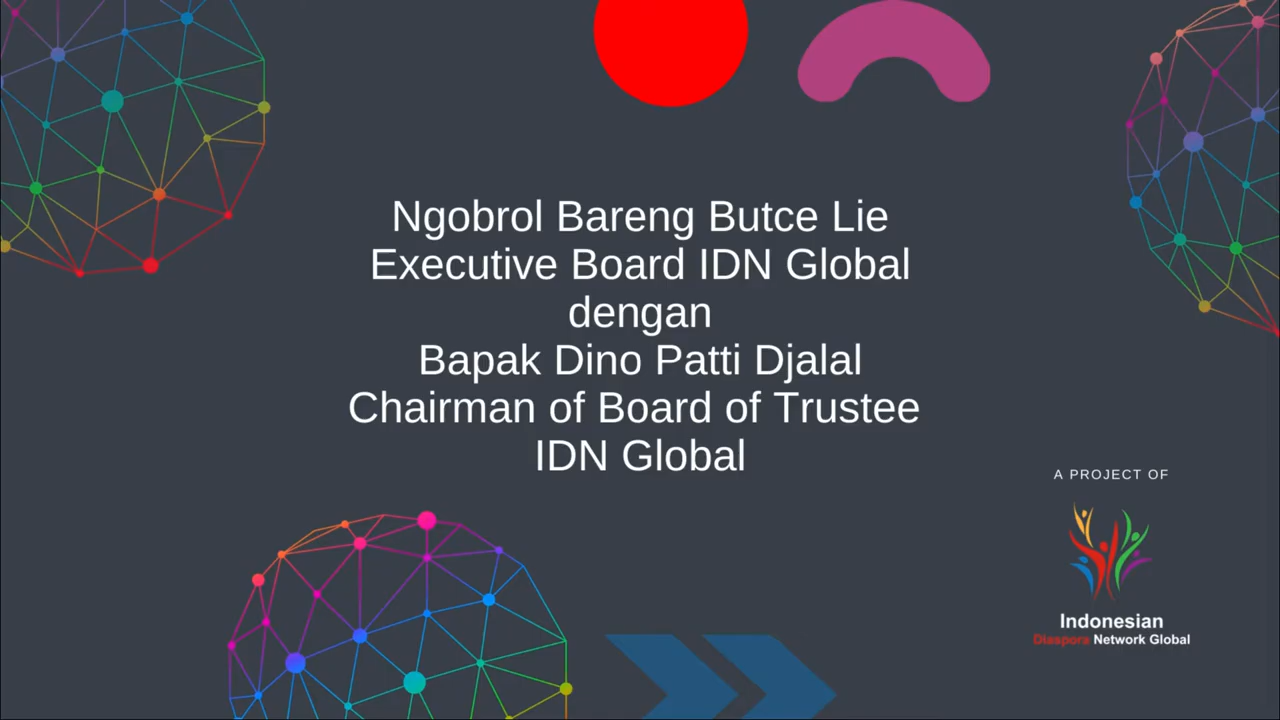 Ngobrol Bareng Butce Lie
Executive Board IDN Global
dengan
Bapak Dino Patti Djalal
Chairman of Board of Trustee
IDN Global
A PROJECT OF
Indonesian
Diaspora Network Global